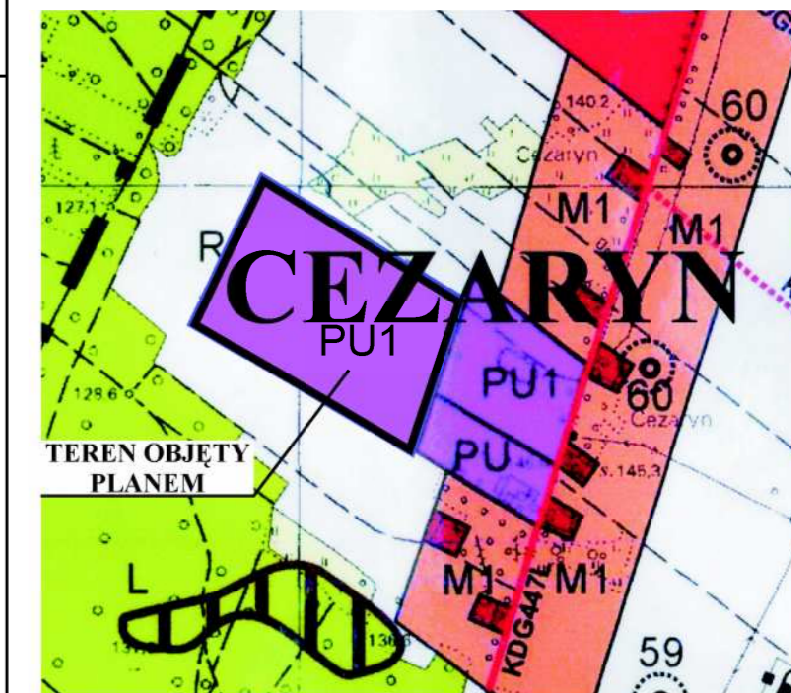 140.2
60
Cezaryn
M1
M1
127.1
R
CEZARYN
PU1
PU1
60
128.6
Cezaryn
TEREN OBJĘTY
PLANEM
PU
s.145,3
L
M1
M1
KDG447L
59